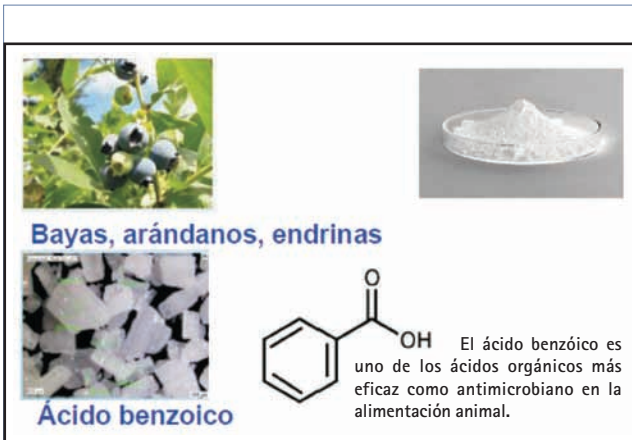 Bayas, arándanos, endrinas
O
OH
El ácido benzóico es
uno de los ácidos orgánicos más
eficaz como antimicrobiano en la
alimentación animal.
Ácido benzoico